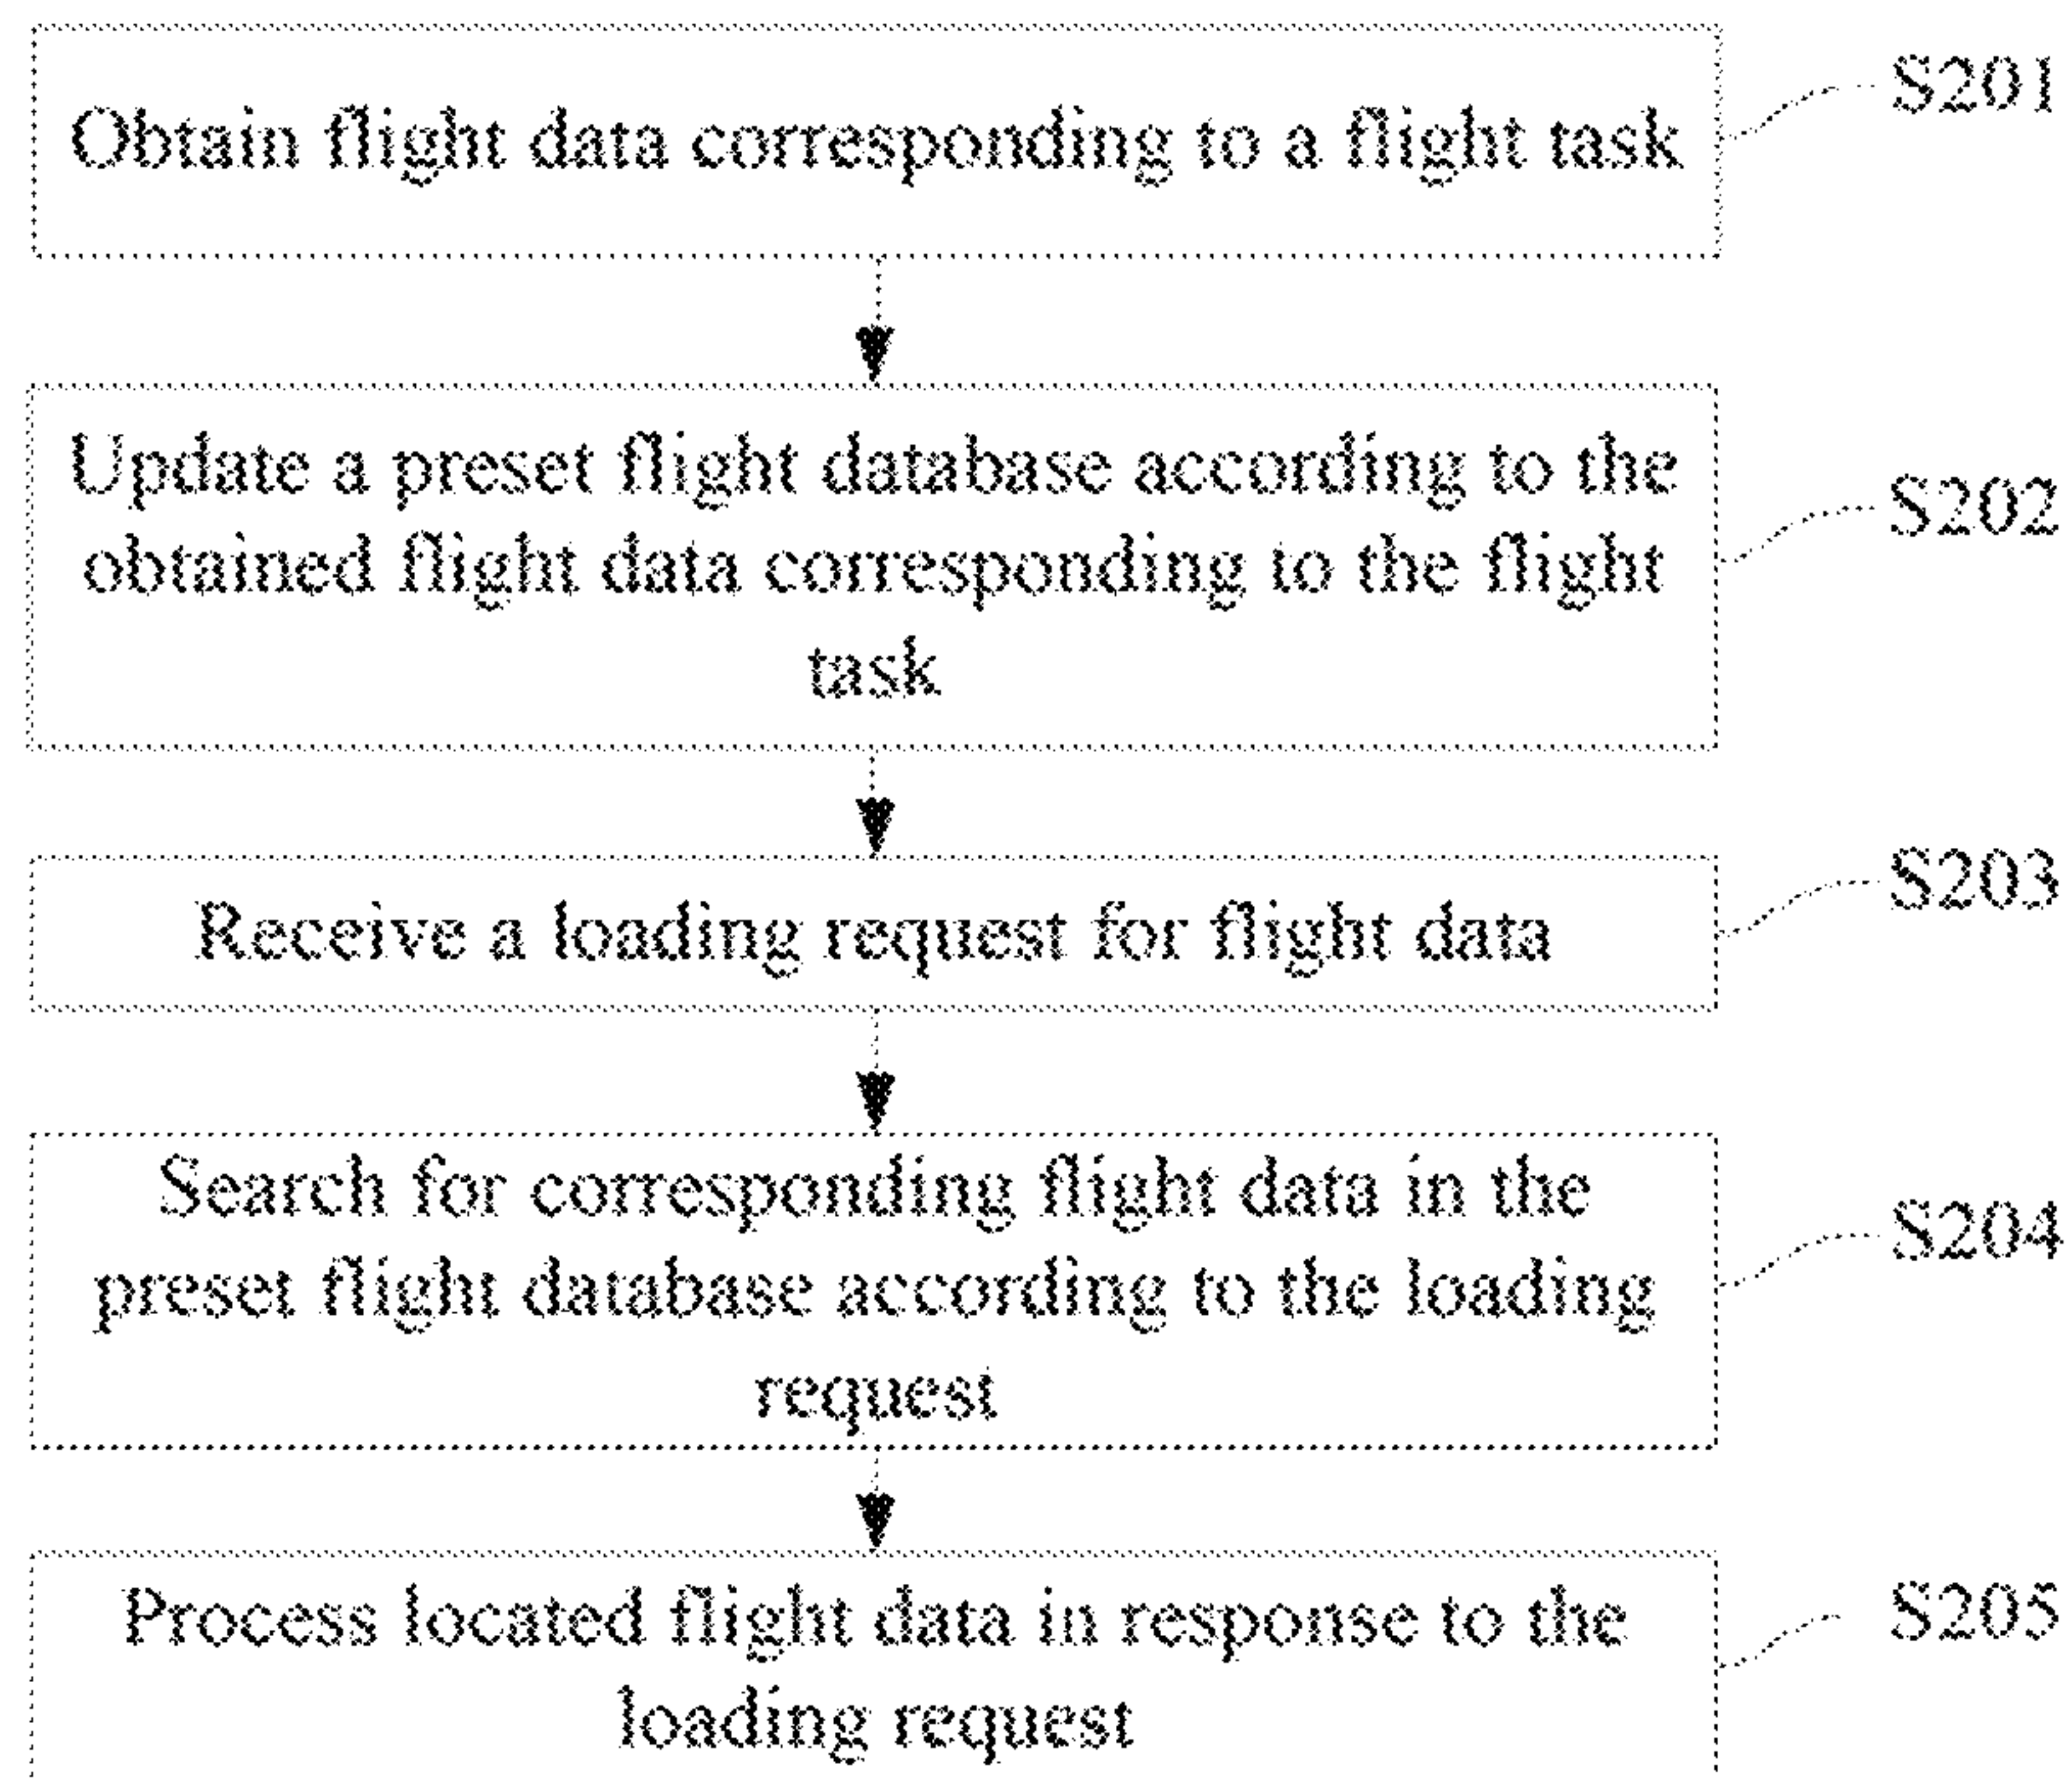 Obtain flight data corresponding to a flight task
S201
Update a preset flight database according to the
obtained flight data corresponding to the flight
task
S202
Receive a loading request for flight data
S203
Search for corresponding flight data in the
preset flight database according to the loading
request
S204
Process located flight data in response to the
loading request
S205